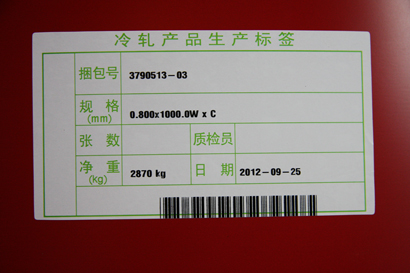 冷轧产品生产标签
捆包号 3790513-03
规格 (mm) 0.800x1000.0W x C
张数 质检员
净重 (kg) 2870 kg 日期 2012-09-25